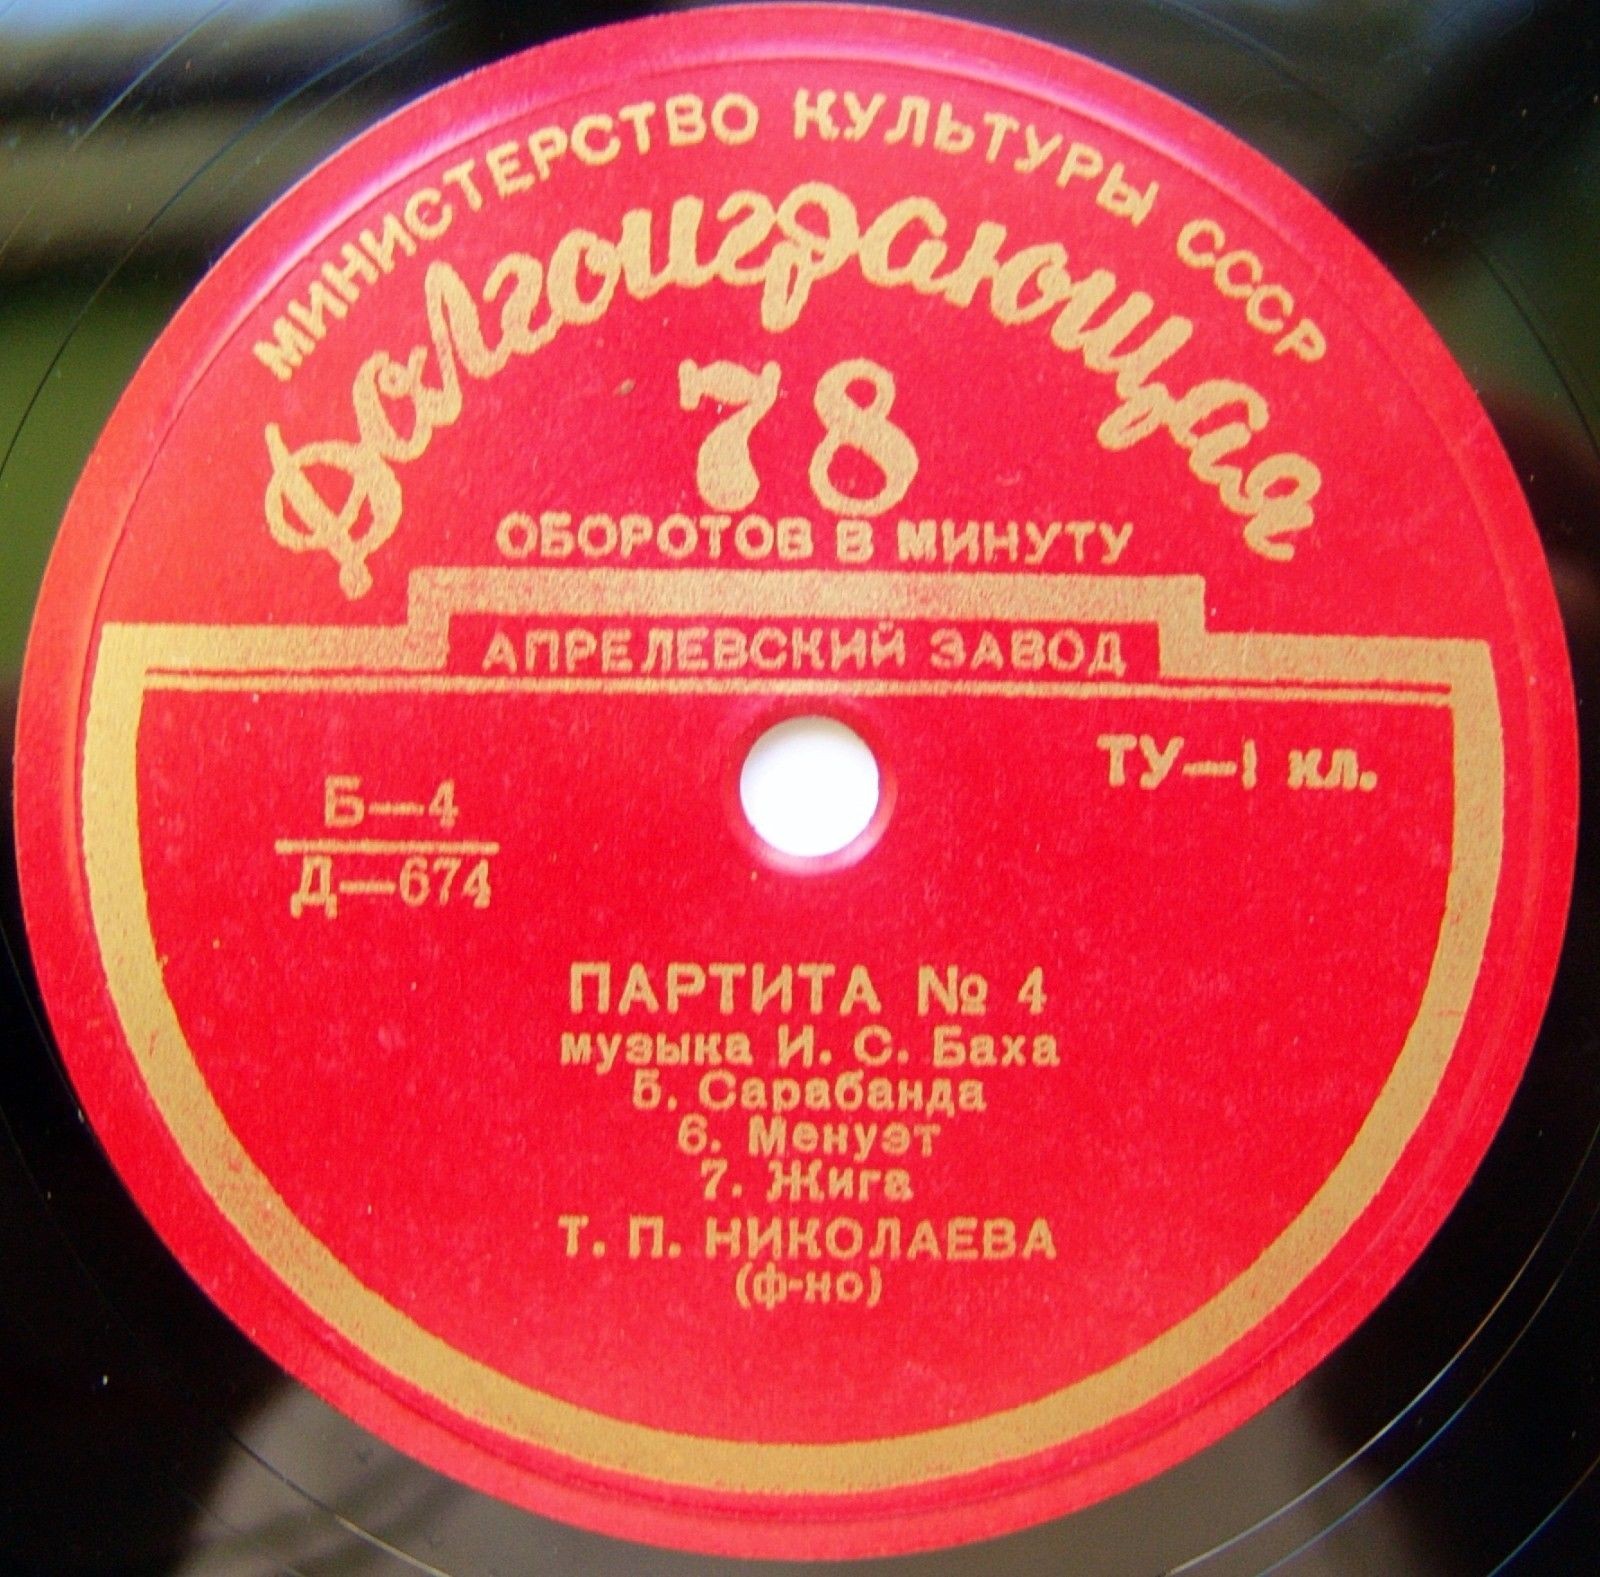 МИНИСТЕРСТВО КУЛЬТУРЫ СССР
Долгоиграющая
78
ОБОРОТОВ В МИНУТУ
АПРЕЛЕВСКИЙ ЗАВОД
ТУ—1 кл.
Б—4
Д—674
ПАРТИТА № 4
музыка И. С. Баха
5. Сарабанда
6. Менуэт
7. Жига
Т. П. НИКОЛАЕВА
(ф-но)